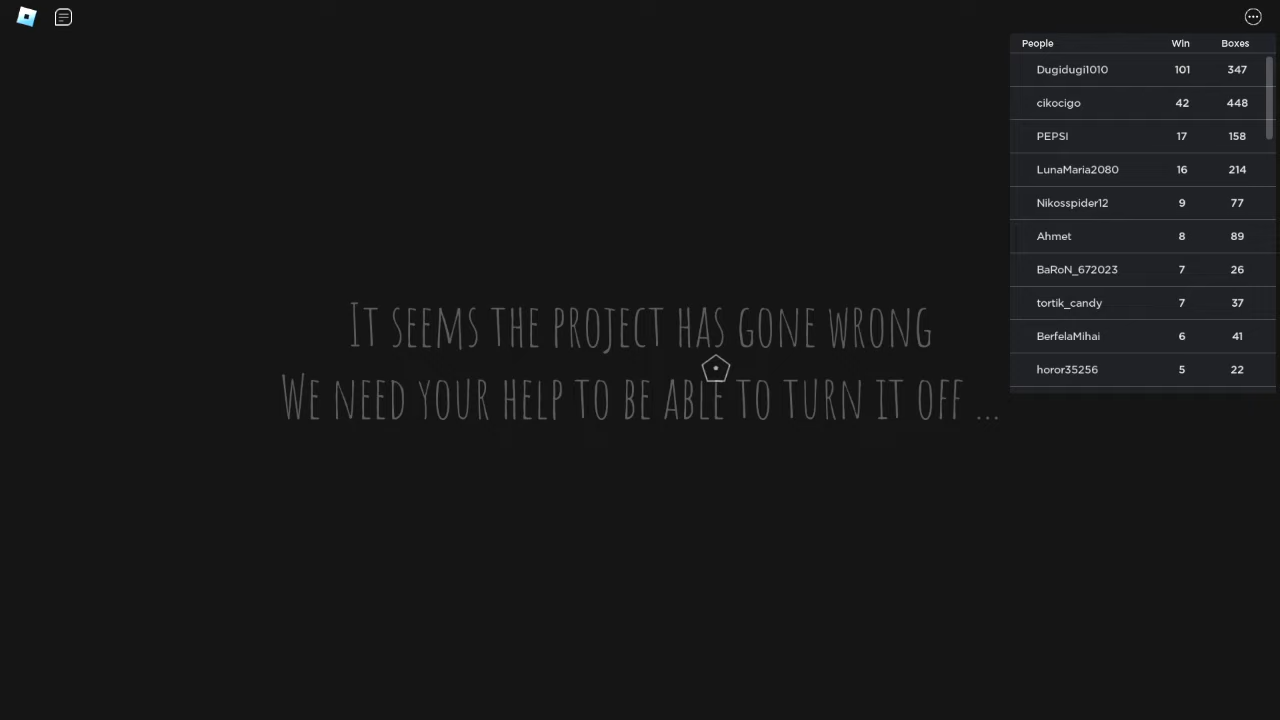 People Win Boxes
Dugidugi1010 101 347
cikocigo 42 448
PEPSI 17 158
LunaMaria2080 16 214
Nikosspider12 9 77
Ahmet 8 89
BaRoN_672023 7 26
tortik_candy 7 37
BerfelaMihai 6 41
horor35256 5 22
IT SEEMS THE PROJECT HAS GONE WRONG
WE NEED YOUR HELP TO BE ABLE TO TURN IT OFF ...